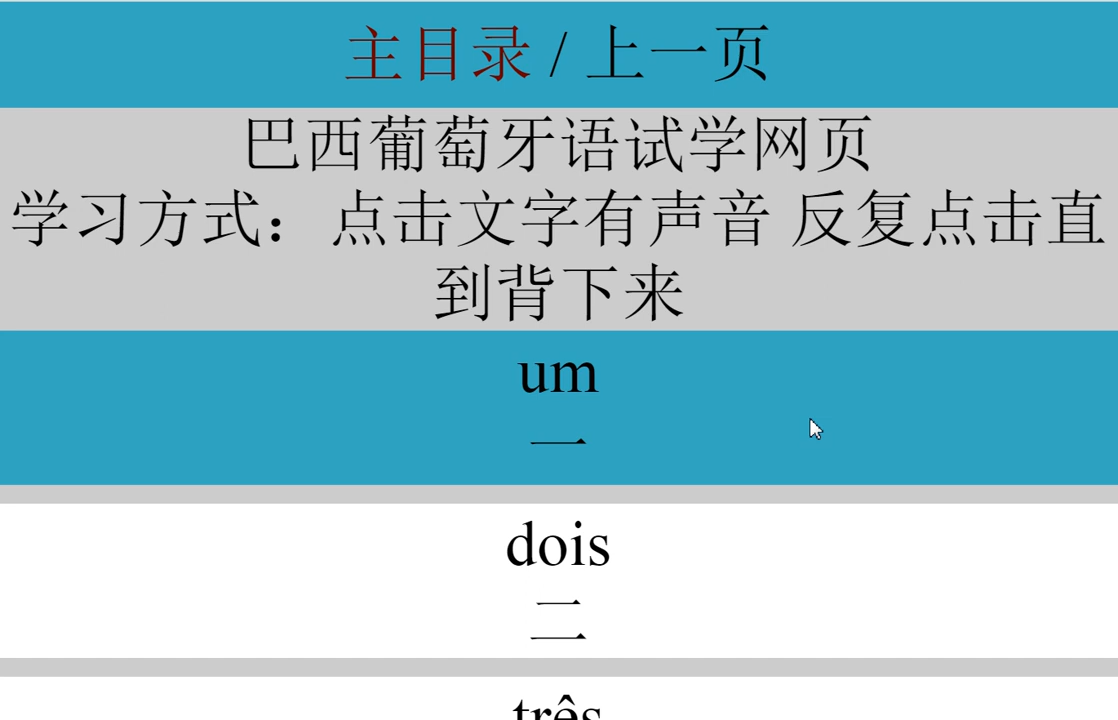 主目录 / 上一页
巴西葡萄牙语试学网页
学习方式： 点击文字有声音 反复点击直
到背下来
um
一
dois
二
três